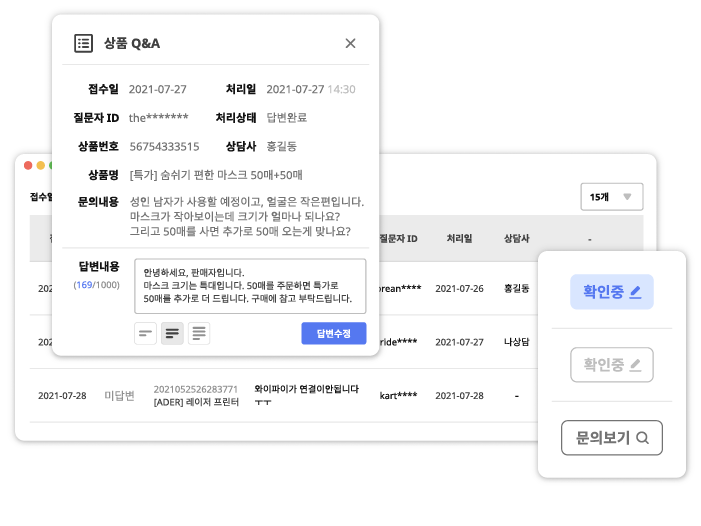 상품 Q&A
접수일 2021-07-27 처리일 2021-07-27 14:30
질문자 ID the******* 처리상태 답변완료
상품번호 56754333515 상담사 홍길동
상품명 [특가] 숨쉬기 편한 마스크 50매+50매
문의내용 성인 남자가 사용할 예정이고, 얼굴은 작은편입니다.
마스크가 작아보이는데 크기가 얼마나 되나요?
그리고 50매를 사면 추가로 50매 오는게 맞나요?
답변내용
(169/1000)
안녕하세요, 판매자입니다.
마스크 크기는 특대입니다. 50매를 주문하면 특가로
50매를 추가로 더 드립니다. 구매에 참고 부탁드립니다.
답변수정
15개
질문자 ID 처리일 상담사 -
2021-07-26 홍길동
2021-07-27 나상담
2021-07-28 미답변 2021052526283771 와이파이가 연결이안됩니다 kart**** 2021-07-28 -
[ADER] 레이저 프린터 ㅜㅜ
확인중
확인중
문의보기